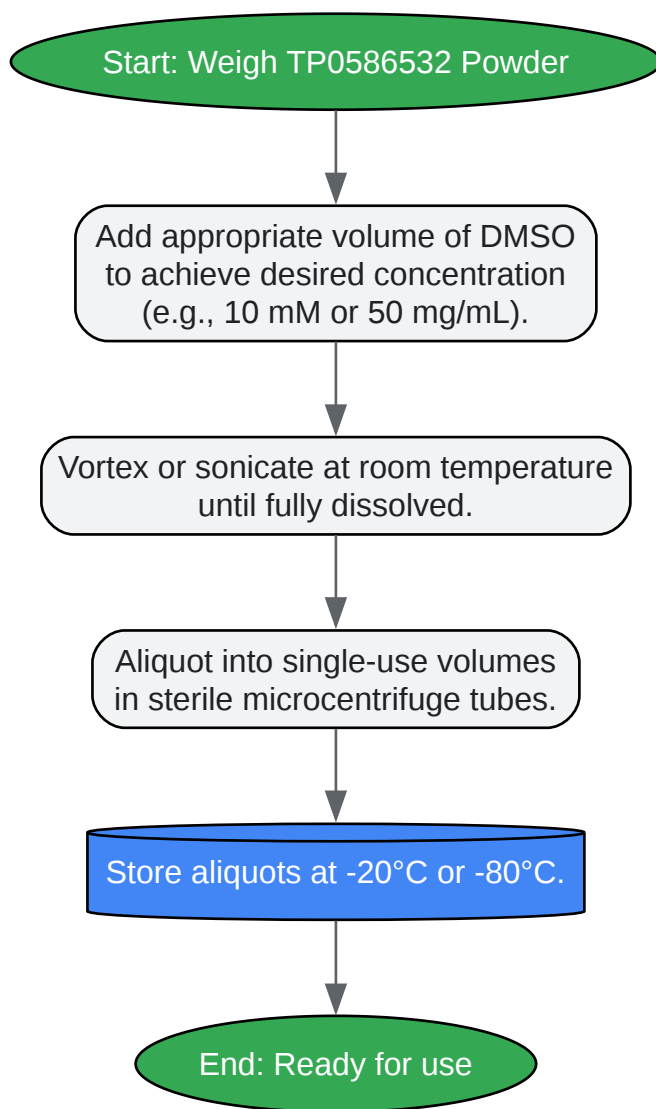 Start: Weigh TP0586532 Powder
Add appropriate volume of DMSO
to achieve desired concentration
(e.g., 10 mM or 50 mg/mL).
Vortex or sonicate at room temperature
until fully dissolved.
Aliquot into single-use volumes
in sterile microcentrifuge tubes.
Store aliquots at -20°C or -80°C.
End: Ready for use